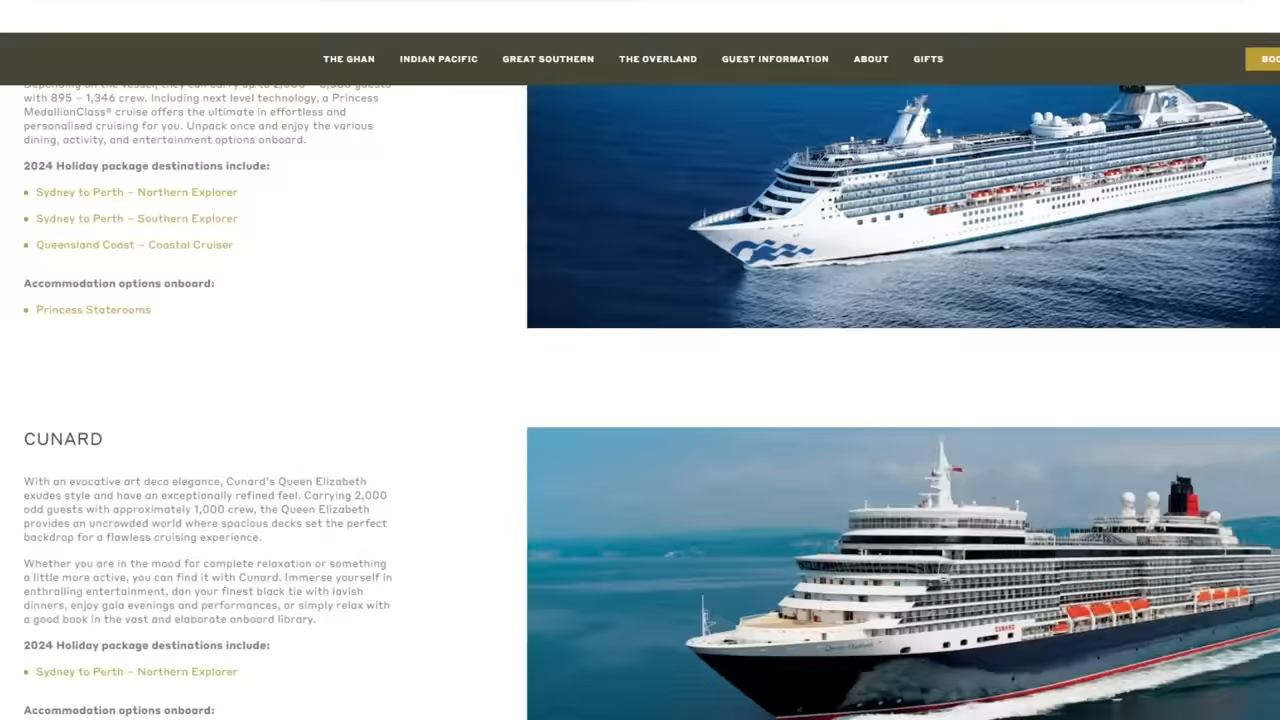 THE GHAN INDIAN PACIFIC GREAT SOUTHERN THE OVERLAND GUEST INFORMATION ABOUT GIFTS
Depending on the vessel, they can carry up to guests
with 895 – 1,346 crew. Including next level technology, a Princess
MedallionClass® cruise offers the ultimate in effortless and
personalised cruising for you. Unpack once and enjoy the various
dining, activity, and entertainment options onboard.
2024 Holiday package destinations include:
Sydney to Perth – Northern Explorer
Sydney to Perth – Southern Explorer
Queensland Coast – Coastal Cruiser
Accommodation options onboard:
Princess Staterooms
CUNARD
With an evocative art deco elegance, Cunard's Queen Elizabeth
exudes style and have an exceptionally refined feel. Carrying 2,000
odd guests with approximately 1,000 crew, the Queen Elizabeth
provides an uncrowded world where spacious decks set the perfect
backdrop for a flawless cruising experience.
Whether you are in the mood for complete relaxation or something
a little more active, you can find it with Cunard. Immerse yourself in
enthralling entertainment, don your finest black tie with lavish
dinners, enjoy gala evenings and performances, or simply relax with
a good book in the vast and elaborate onboard library.
2024 Holiday package destinations include:
Sydney to Perth – Northern Explorer
Accommodation options onboard:
CUNARD